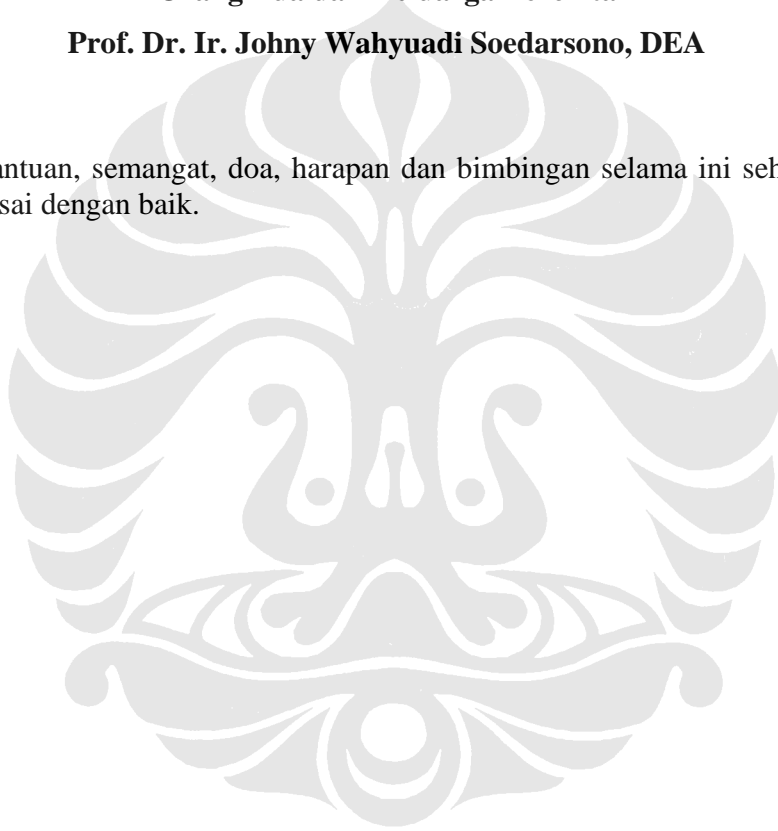 Prof. Dr. Ir. Johny Wahyuadi Soedarsono, DEA
antuan, semangat, doa, harapan dan bimbingan selama ini seh
sai dengan baik.